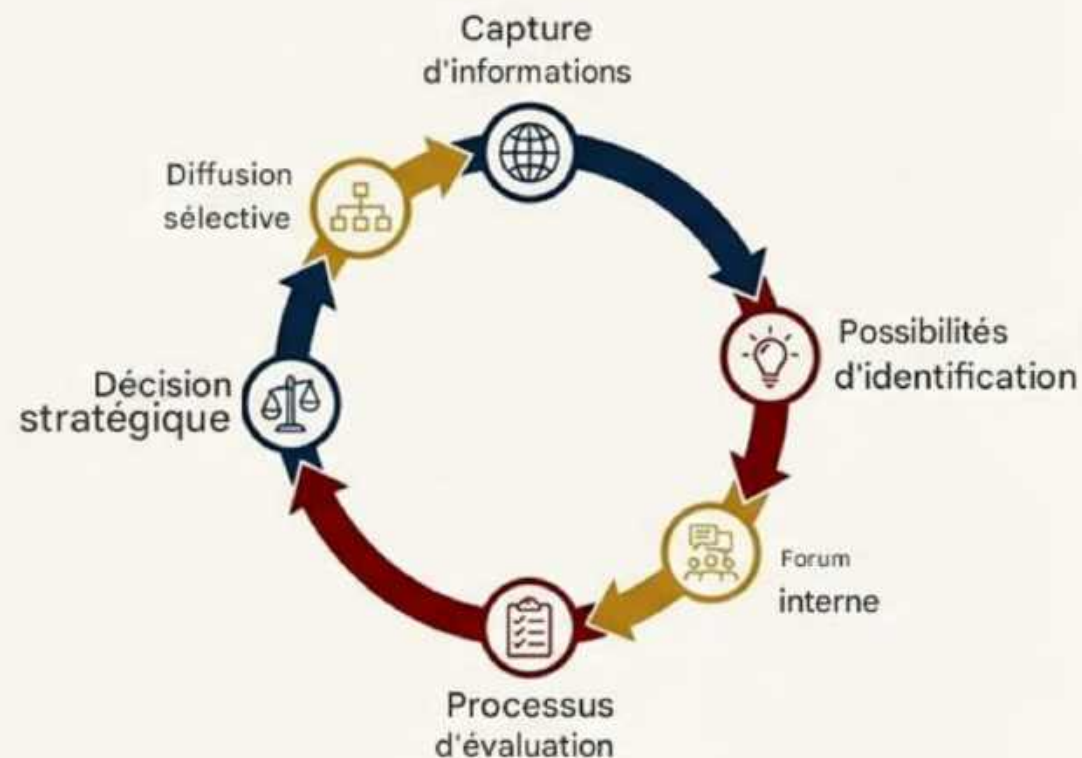 Capture
d'informations
Diffusion
sélective
Possibilités
d'identification
Décision
stratégique
Forum
interne
Processus
d'évaluation